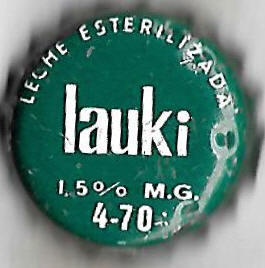 LECHE ESTERILIZADA
lauki
1,5% M.G.
4-70